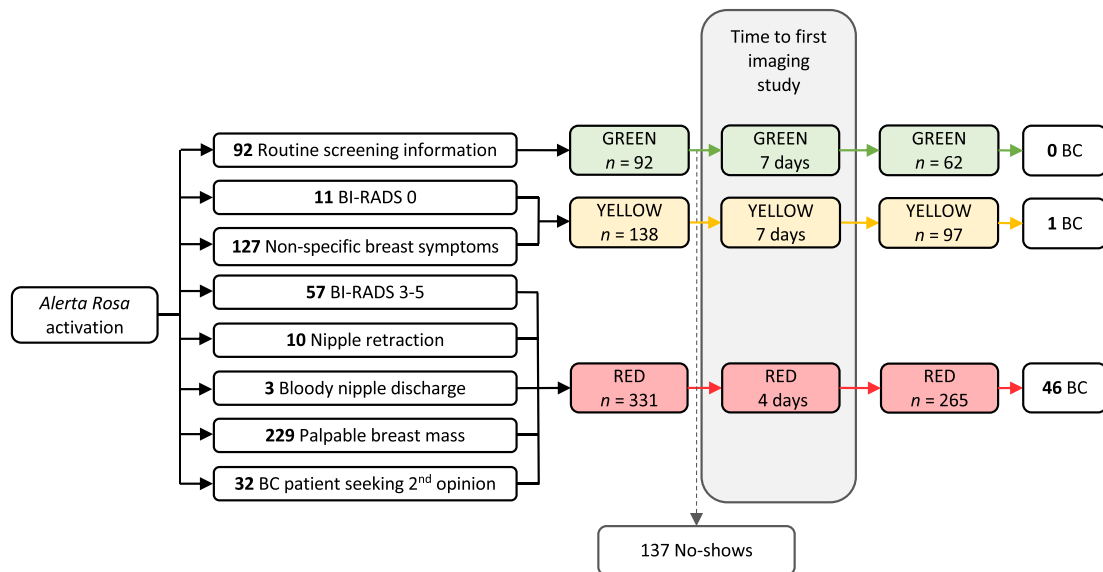 Time to first
imaging
study
Alerta Rosa
activation
92 Routine screening information
11 BI-RADS 0
127 Non-specific breast symptoms
57 BI-RADS 3-5
10 Nipple retraction
3 Bloody nipple discharge
229 Palpable breast mass
32 BC patient seeking 2nd opinion
GREEN
n = 92
GREEN
7 days
GREEN
n = 62
0 BC
YELLOW
n = 138
YELLOW
7 days
YELLOW
n = 97
1 BC
RED
n = 331
RED
4 days
RED
n = 265
46 BC
137 No-shows